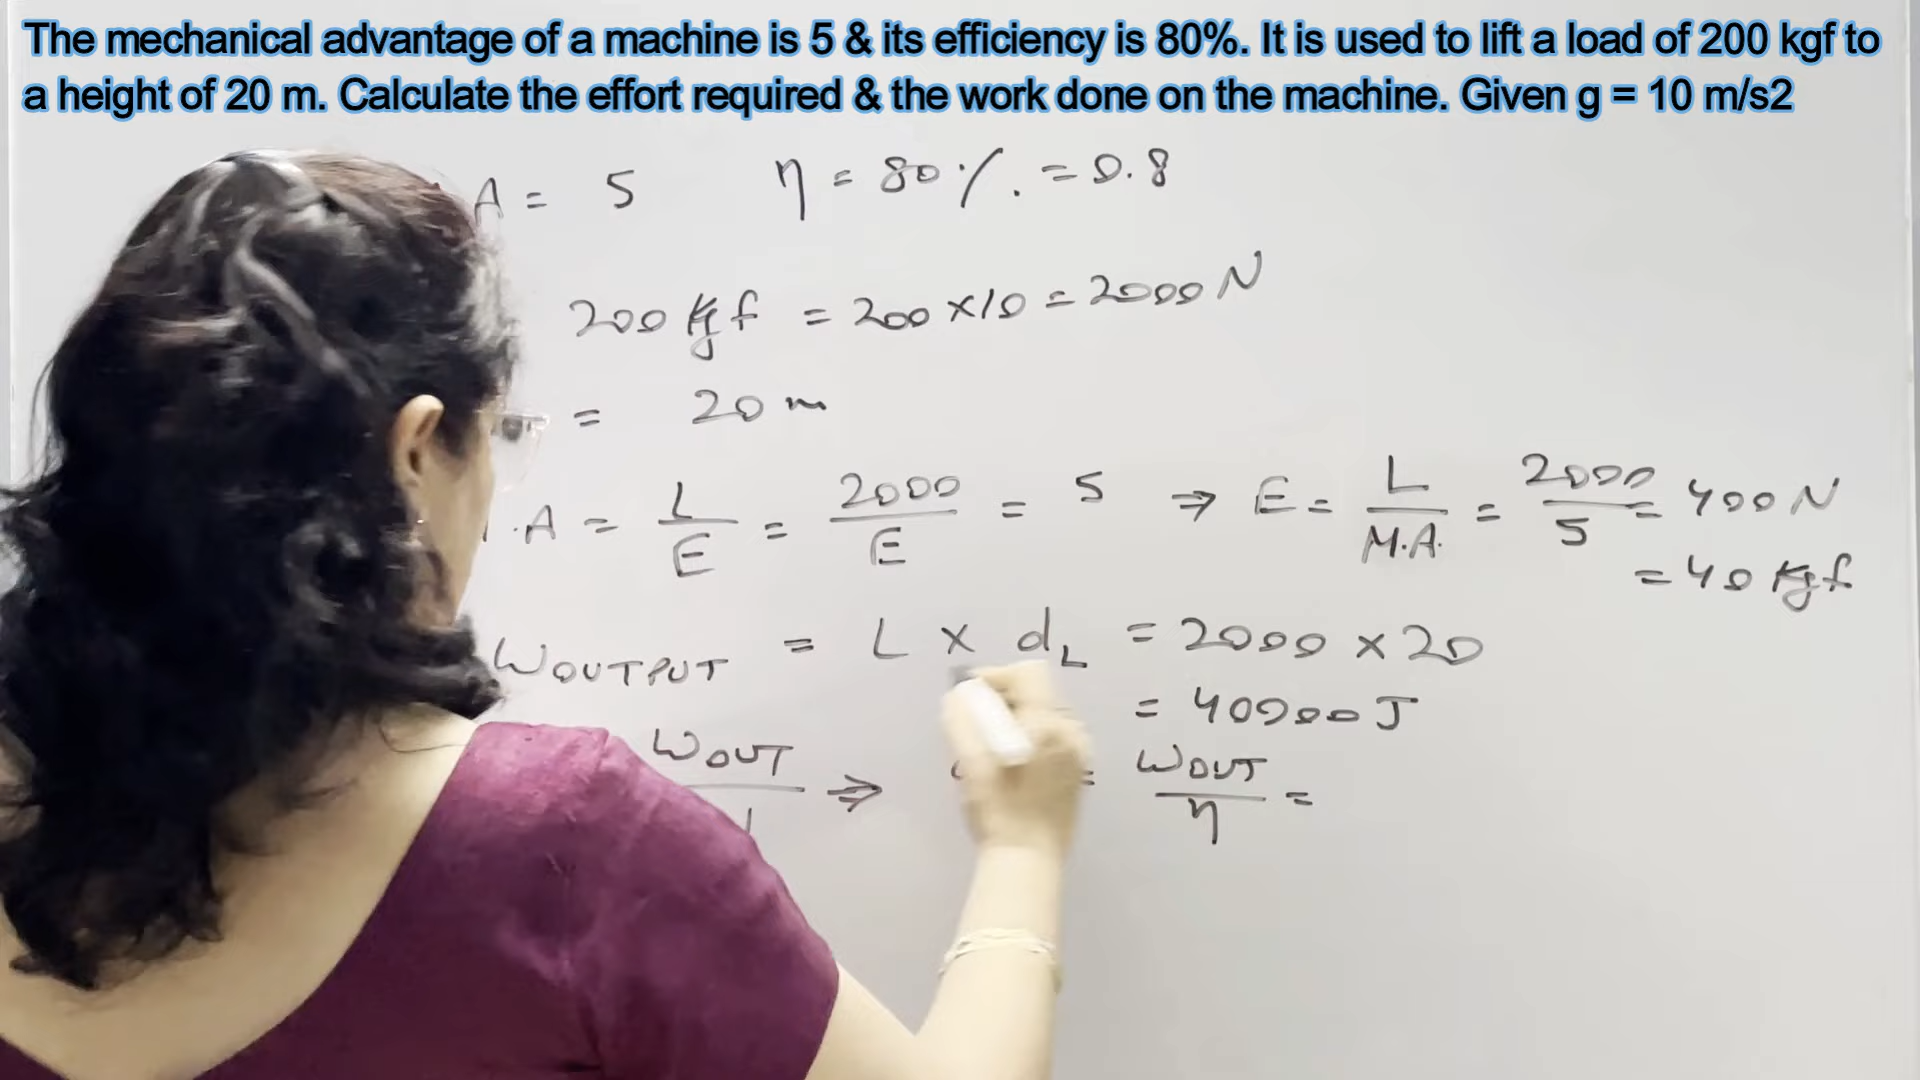 The mechanical advantage of a machine is 5 & its efficiency is 80%. It is used to lift a load of 200 kgf to
a height of 20 m. Calculate the effort required & the work done on the machine. Given g = 10 m/s2
A = 5 η = 80 % . = 0.8
200 kgf = 200 × 10 = 2000 N
= 20 m
.A = L/E = 2000/E = 5 ⇒ E = L/M.A. = 2000/5 = 400 N
= 40 kgf
WOUTPUT = L × dL = 2000 × 20
= 40000 J
WOUT ⇒ = WOUT/η =